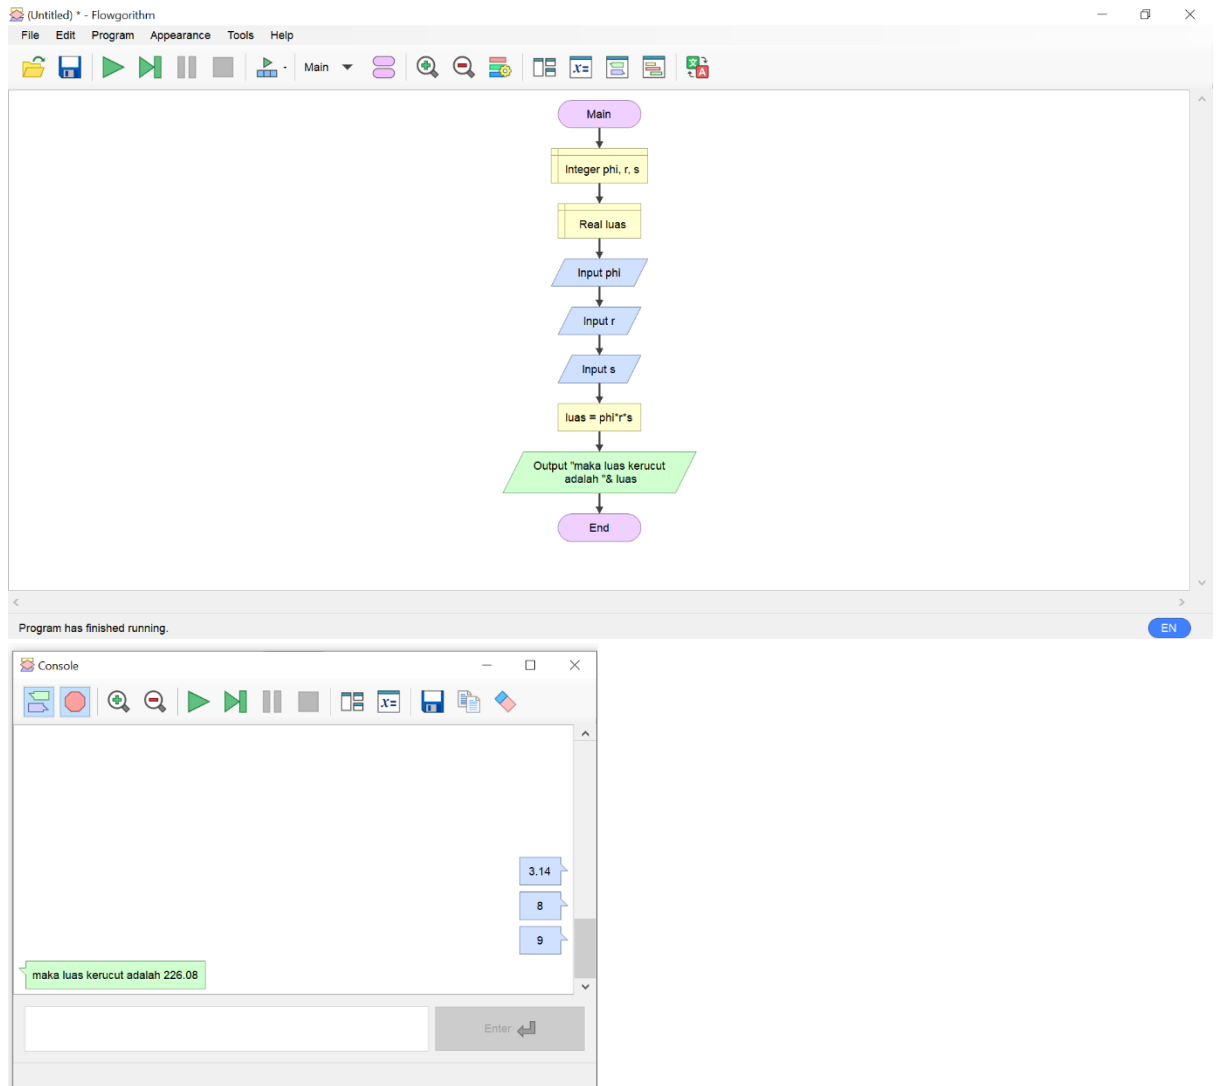 (Untitled) * - Flowgorithm
File Edit Program Appearance Tools Help
Main
x=
文
A
Main
Integer phi, r, s
Real luas
Input phi
Input r
Input s
luas = phi*r*s
Output "maka luas kerucut
adalah "& luas
End
Program has finished running.
EN
Console
x=
3.14
8
9
maka luas kerucut adalah 226.08
Enter